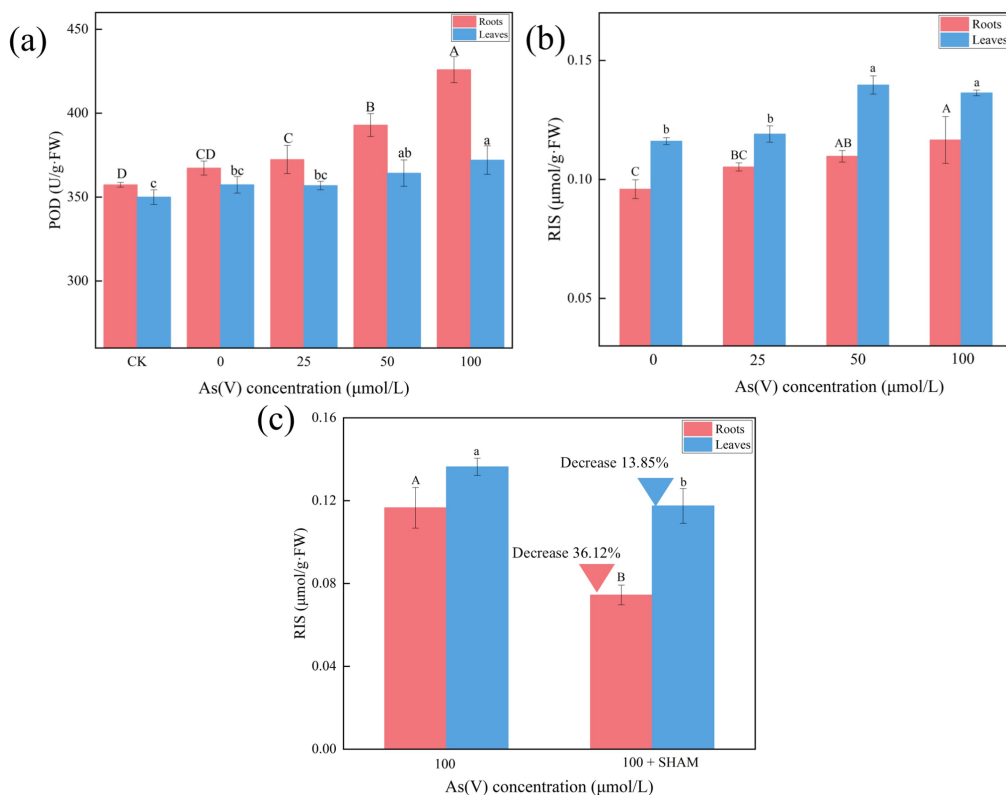 (a)
450
400
350
300
POD (U/g·FW)
Roots
Leaves
D
c
CD
bc
C
bc
B
ab
A
a
CK
0
25
50
100
As(V) concentration (μmol/L)
(b)
0.15
0.10
0.05
RIS (μmol/g·FW)
Roots
Leaves
C
b
BC
b
AB
a
A
a
0
25
50
100
As(V) concentration (μmol/L)
(c)
0.16
0.12
0.08
0.04
0.00
RIS (μmol/g·FW)
Roots
Leaves
A
a
Decrease 13.85%
b
Decrease 36.12%
B
100
100 + SHAM
As(V) concentration (μmol/L)